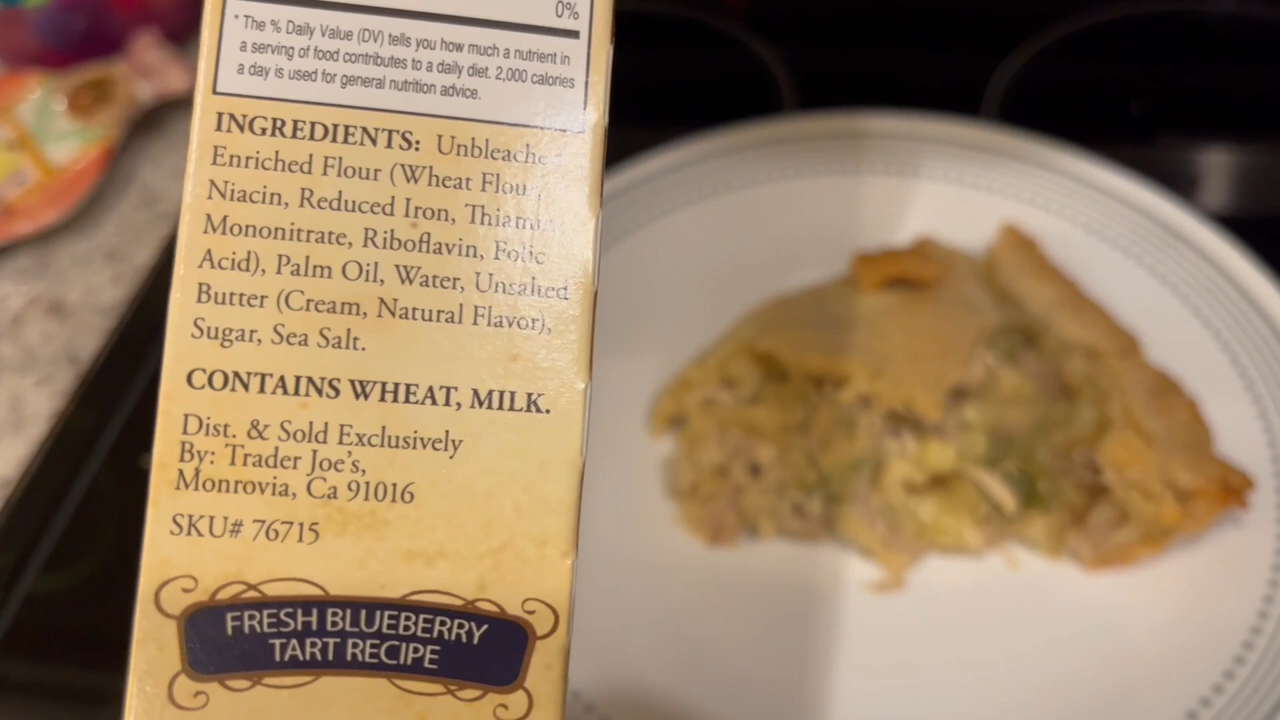 0%
* The % Daily Value (DV) tells you how much a nutrient in
a serving of food contributes to a daily diet. 2,000 calories
a day is used for general nutrition advice.
INGREDIENTS: Unbleache
Enriched Flour (Wheat Flour,
Niacin, Reduced Iron, Thiamin
Mononitrate, Riboflavin, Folic
Acid), Palm Oil, Water, Unsalted
Butter (Cream, Natural Flavor),
Sugar, Sea Salt.
CONTAINS WHEAT, MILK.
Dist. & Sold Exclusively
By: Trader Joe's,
Monrovia, Ca 91016
SKU# 76715
FRESH BLUEBERRY
TART RECIPE